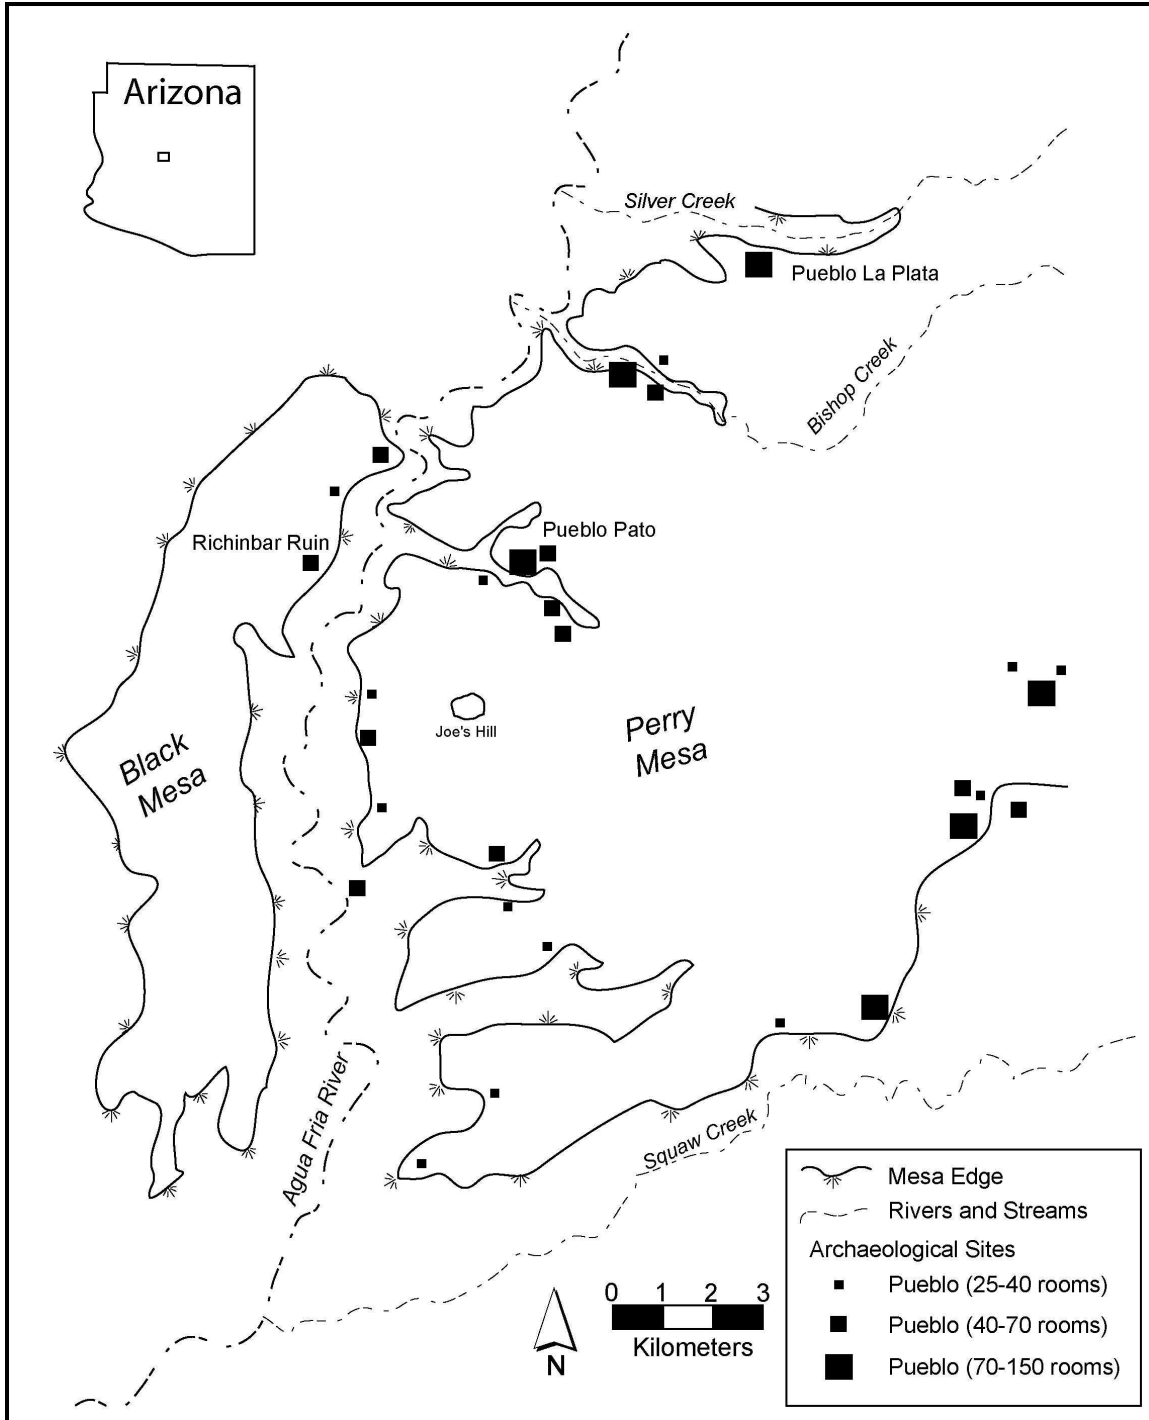 Arizona
Silver Creek
Pueblo La Plata
Bishop Creek
Pueblo Pato
Richinbar Ruin
Joe's Hill
Perry
Mesa
Black
Mesa
Agua Fria River
Squaw Creek
Mesa Edge
Rivers and Streams
Archaeological Sites
Pueblo (25-40 rooms)
Pueblo (40-70 rooms)
Pueblo (70-150 rooms)
0 1 2 3
Kilometers
N